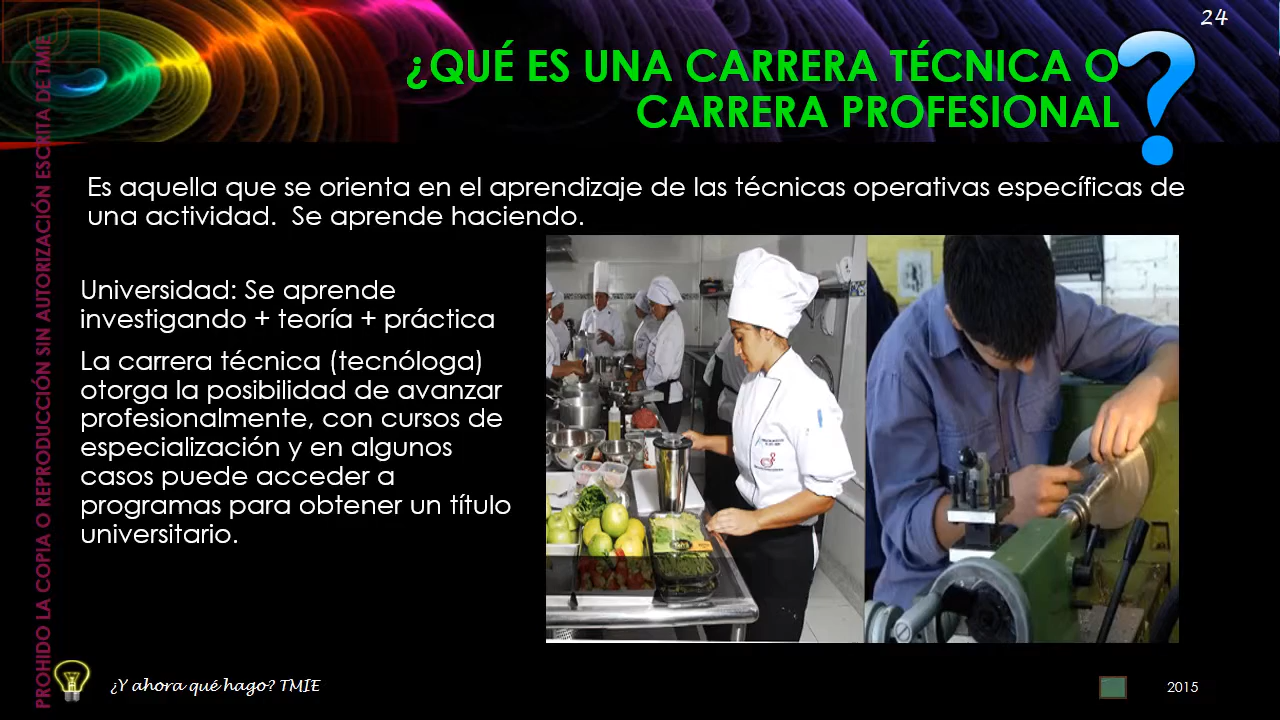 24
¿QUÉ ES UNA CARRERA TÉCNICA O
CARRERA PROFESIONAL?
Es aquella que se orienta en el aprendizaje de las técnicas operativas específicas de
una actividad.  Se aprende haciendo.
Universidad: Se aprende
investigando + teoría + práctica
La carrera técnica (tecnóloga)
otorga la posibilidad de avanzar
profesionalmente, con cursos de
especialización y en algunos
casos puede acceder a
programas para obtener un título
universitario.
PROHIDO LA COPIA O REPRODUCCIÓN SIN AUTORIZACIÓN ESCRITA DE TMIE
¿Y ahora qué hago? TMIE
2015